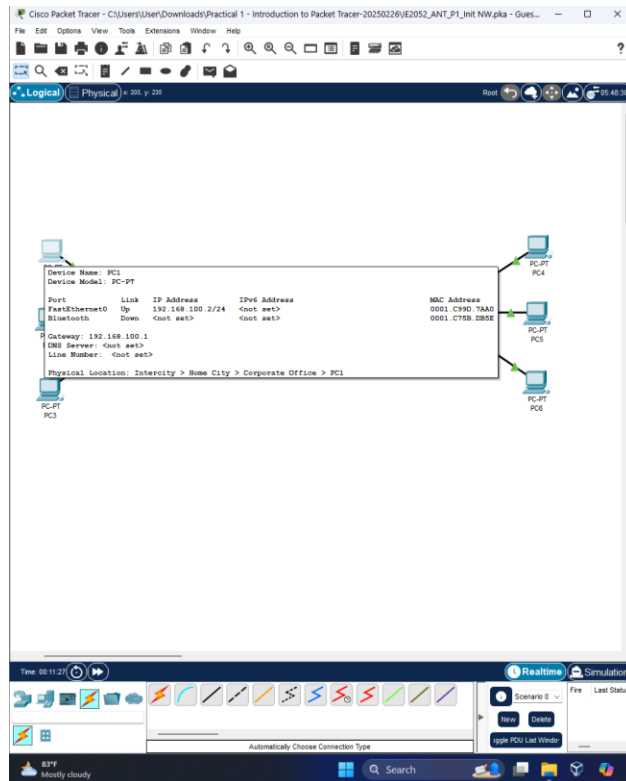 Cisco Packet Tracer - C:\Users\User\Downloads\Practical 1 - Introduction to Packet Tracer-20250226\IE2052_ANT_P1_Init NW.pka - Gues...
File Edit Options View Tools Extensions Window Help
?
Logical Physical x: 205, y: 235 Root 05:48:30
PC-PT
PC4
Device Name: PC1
Device Model: PC-PT
Port Link IP Address IPv6 Address MAC Address
FastEthernet0 Up 192.168.100.2/24 <not set> 0001.C99D.7AA0
Bluetooth Down <not set> <not set> 0001.C75B.DB5E
Gateway: 192.168.100.1
DNS Server: <not set>
Line Number: <not set>
Physical Location: Intercity > Home City > Corporate Office > PC1
PC-PT
PC5
PC-PT
PC3
PC-PT
PC6
Time: 00:11:27 Realtime Simulation
Scenario 0 Fire Last Statu
New Delete
oggle PDU List Window
Automatically Choose Connection Type
83°F
Mostly cloudy
Search